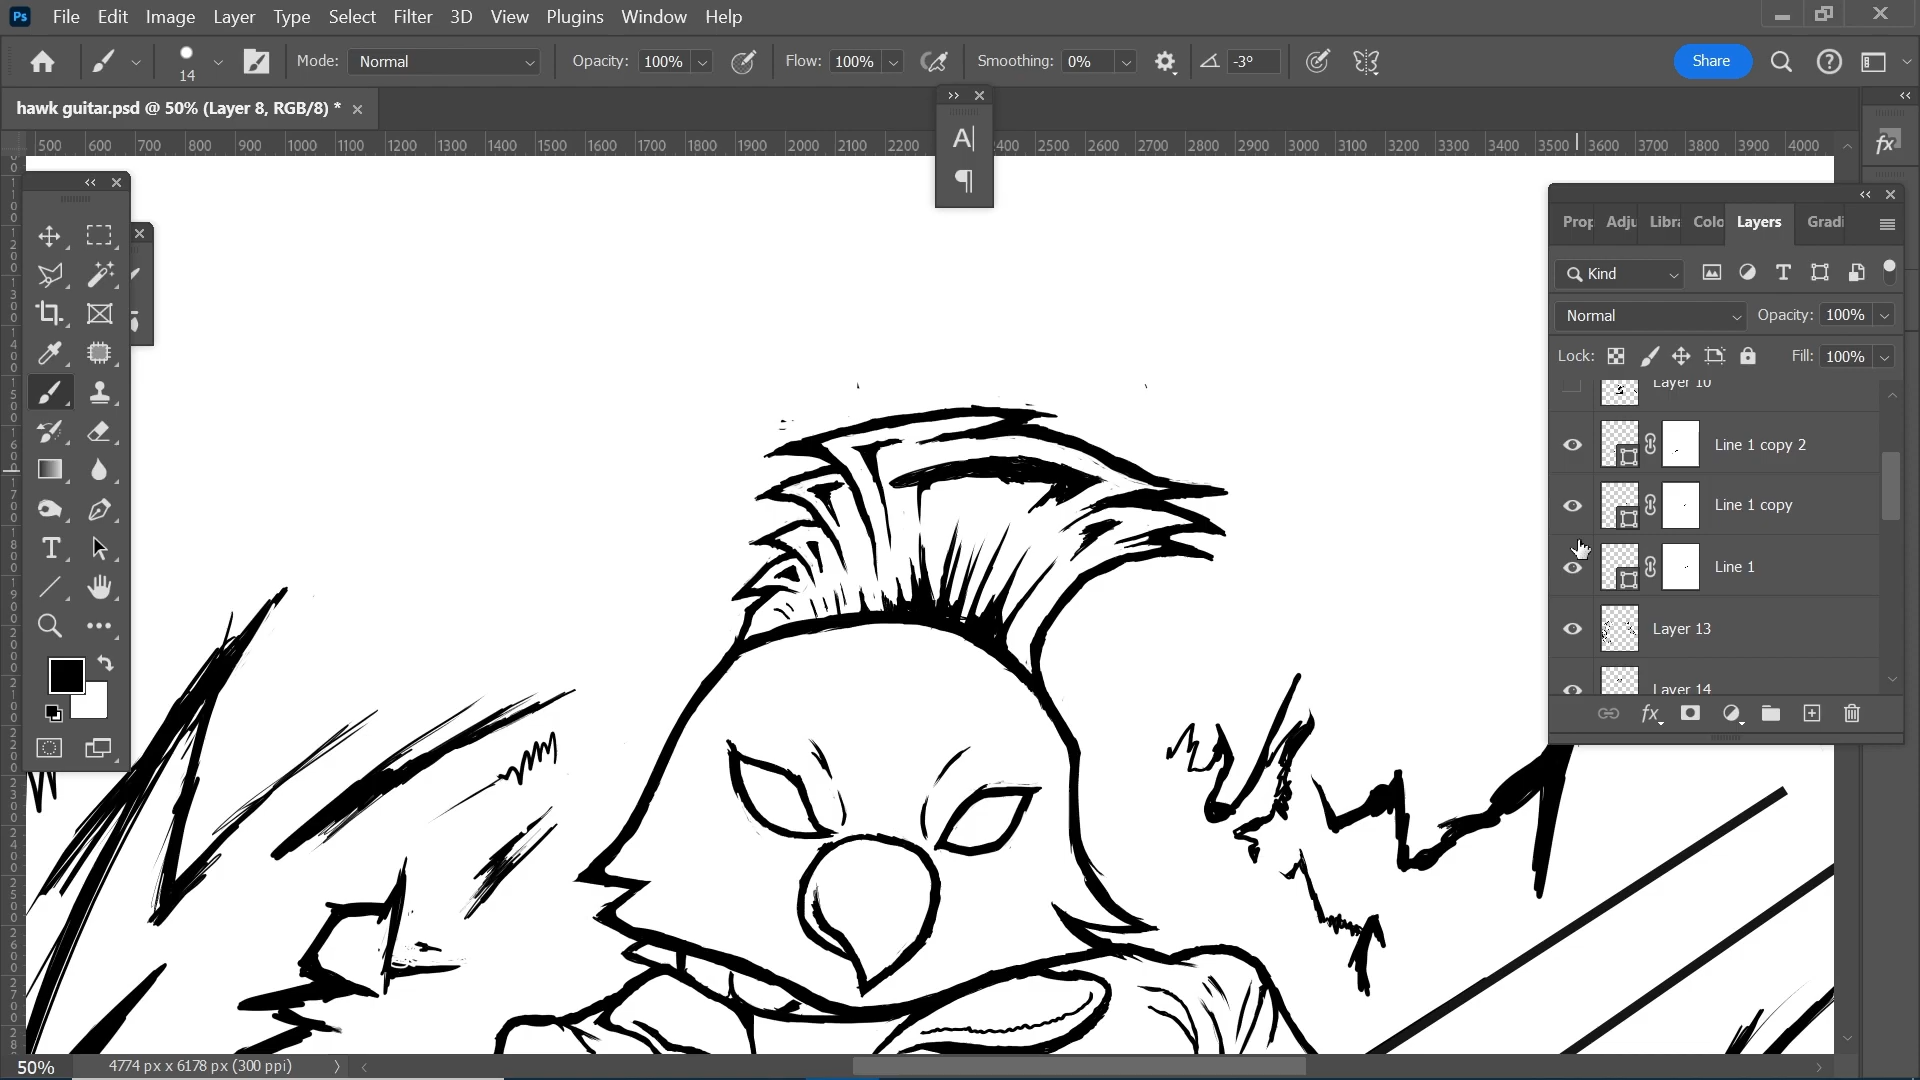 Ps File Edit Image Layer Type Select Filter 3D View Plugins Window Help
14 Mode: Normal Opacity: 100% Flow: 100% Smoothing: 0% -3° Share
hawk guitar.psd @ 50% (Layer 8, RGB/8) *
500 600 700 800 900 1000 1100 1200 1300 1400 1500 1600 1700 1800 1900 2000 2100 2200 2400 2500 2600 2700 2800 2900 3000 3100 3200 3300 3400 3500 3600 3700 3800 3900 4000
Prop Adju Libra Colo Layers Gradi
Kind
Normal Opacity: 100%
Lock: Fill: 100%
Layer 10
Line 1 copy 2
Line 1 copy
Line 1
Layer 13
Layer 14
fx
50% 4774 px x 6178 px (300 ppi)